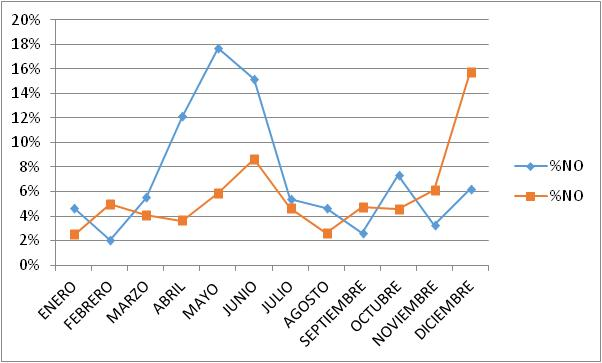 20%
18%
16%
14%
12%
10%
8%
6%
4%
2%
0%
ENERO
FEBRERO
MARZO
ABRIL
MAYO
JUNIO
JULIO
AGOSTO
SEPTIEMBRE
OCTUBRE
NOVIEMBRE
DICIEMBRE
%NO
%NO